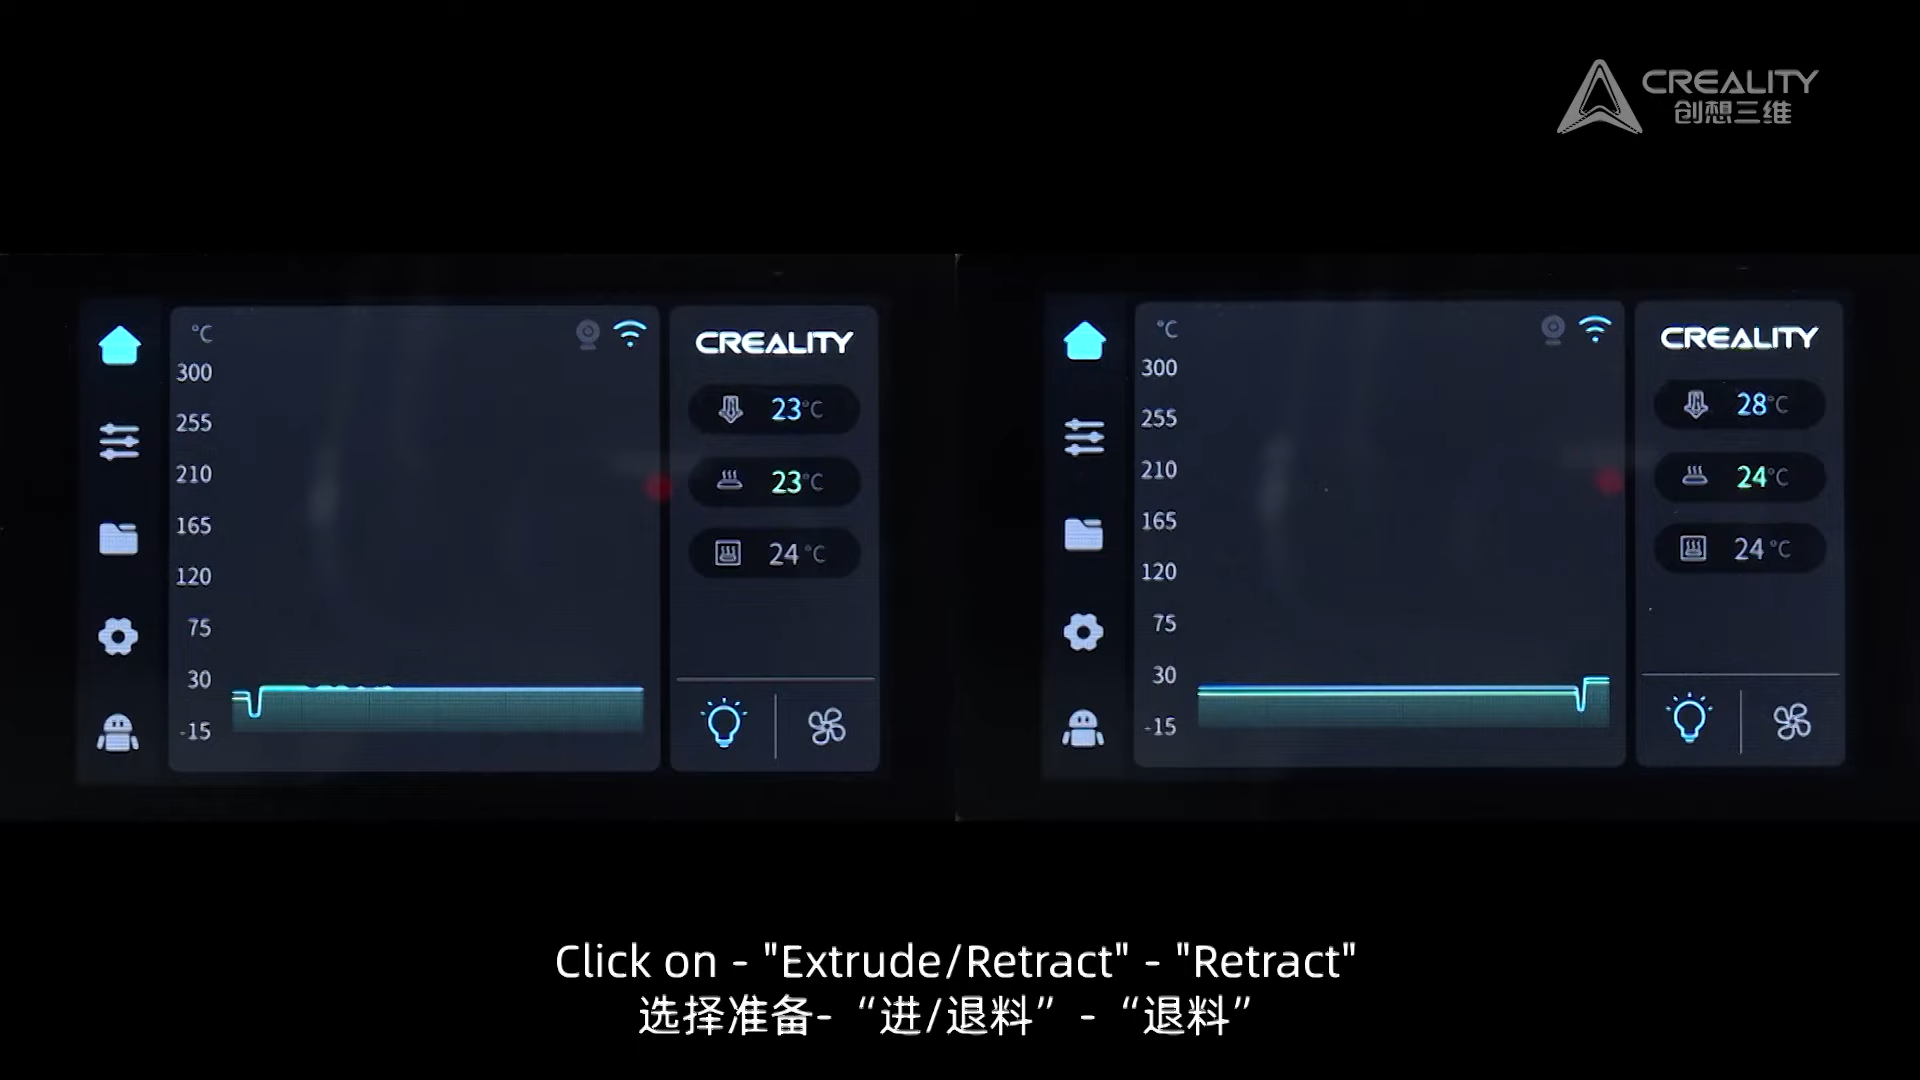 CREALITY
创想三维
°C
300
255
210
165
120
75
30
-15
CREALITY
23°C
23°C
24°C
°C
300
255
210
165
120
75
30
-15
CREALITY
28°C
24°C
24°C
Click on - "Extrude/Retract" - "Retract"
选择准备-“进/退料” -“退料”